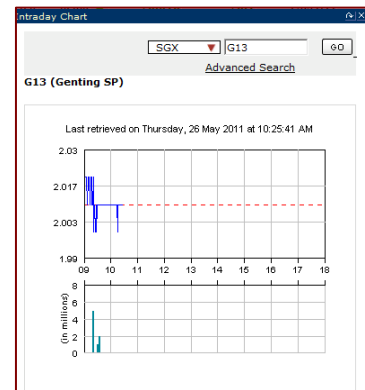 Intraday Chart
SGX G13 GO
Advanced Search
G13 (Genting SP)
Last retrieved on Thursday, 26 May 2011 at 10:25:41 AM
2.03
2.017
2.003
1.99
09 10 11 12 13 14 15 16 17 18
8
6
4
2
0
(in millions)